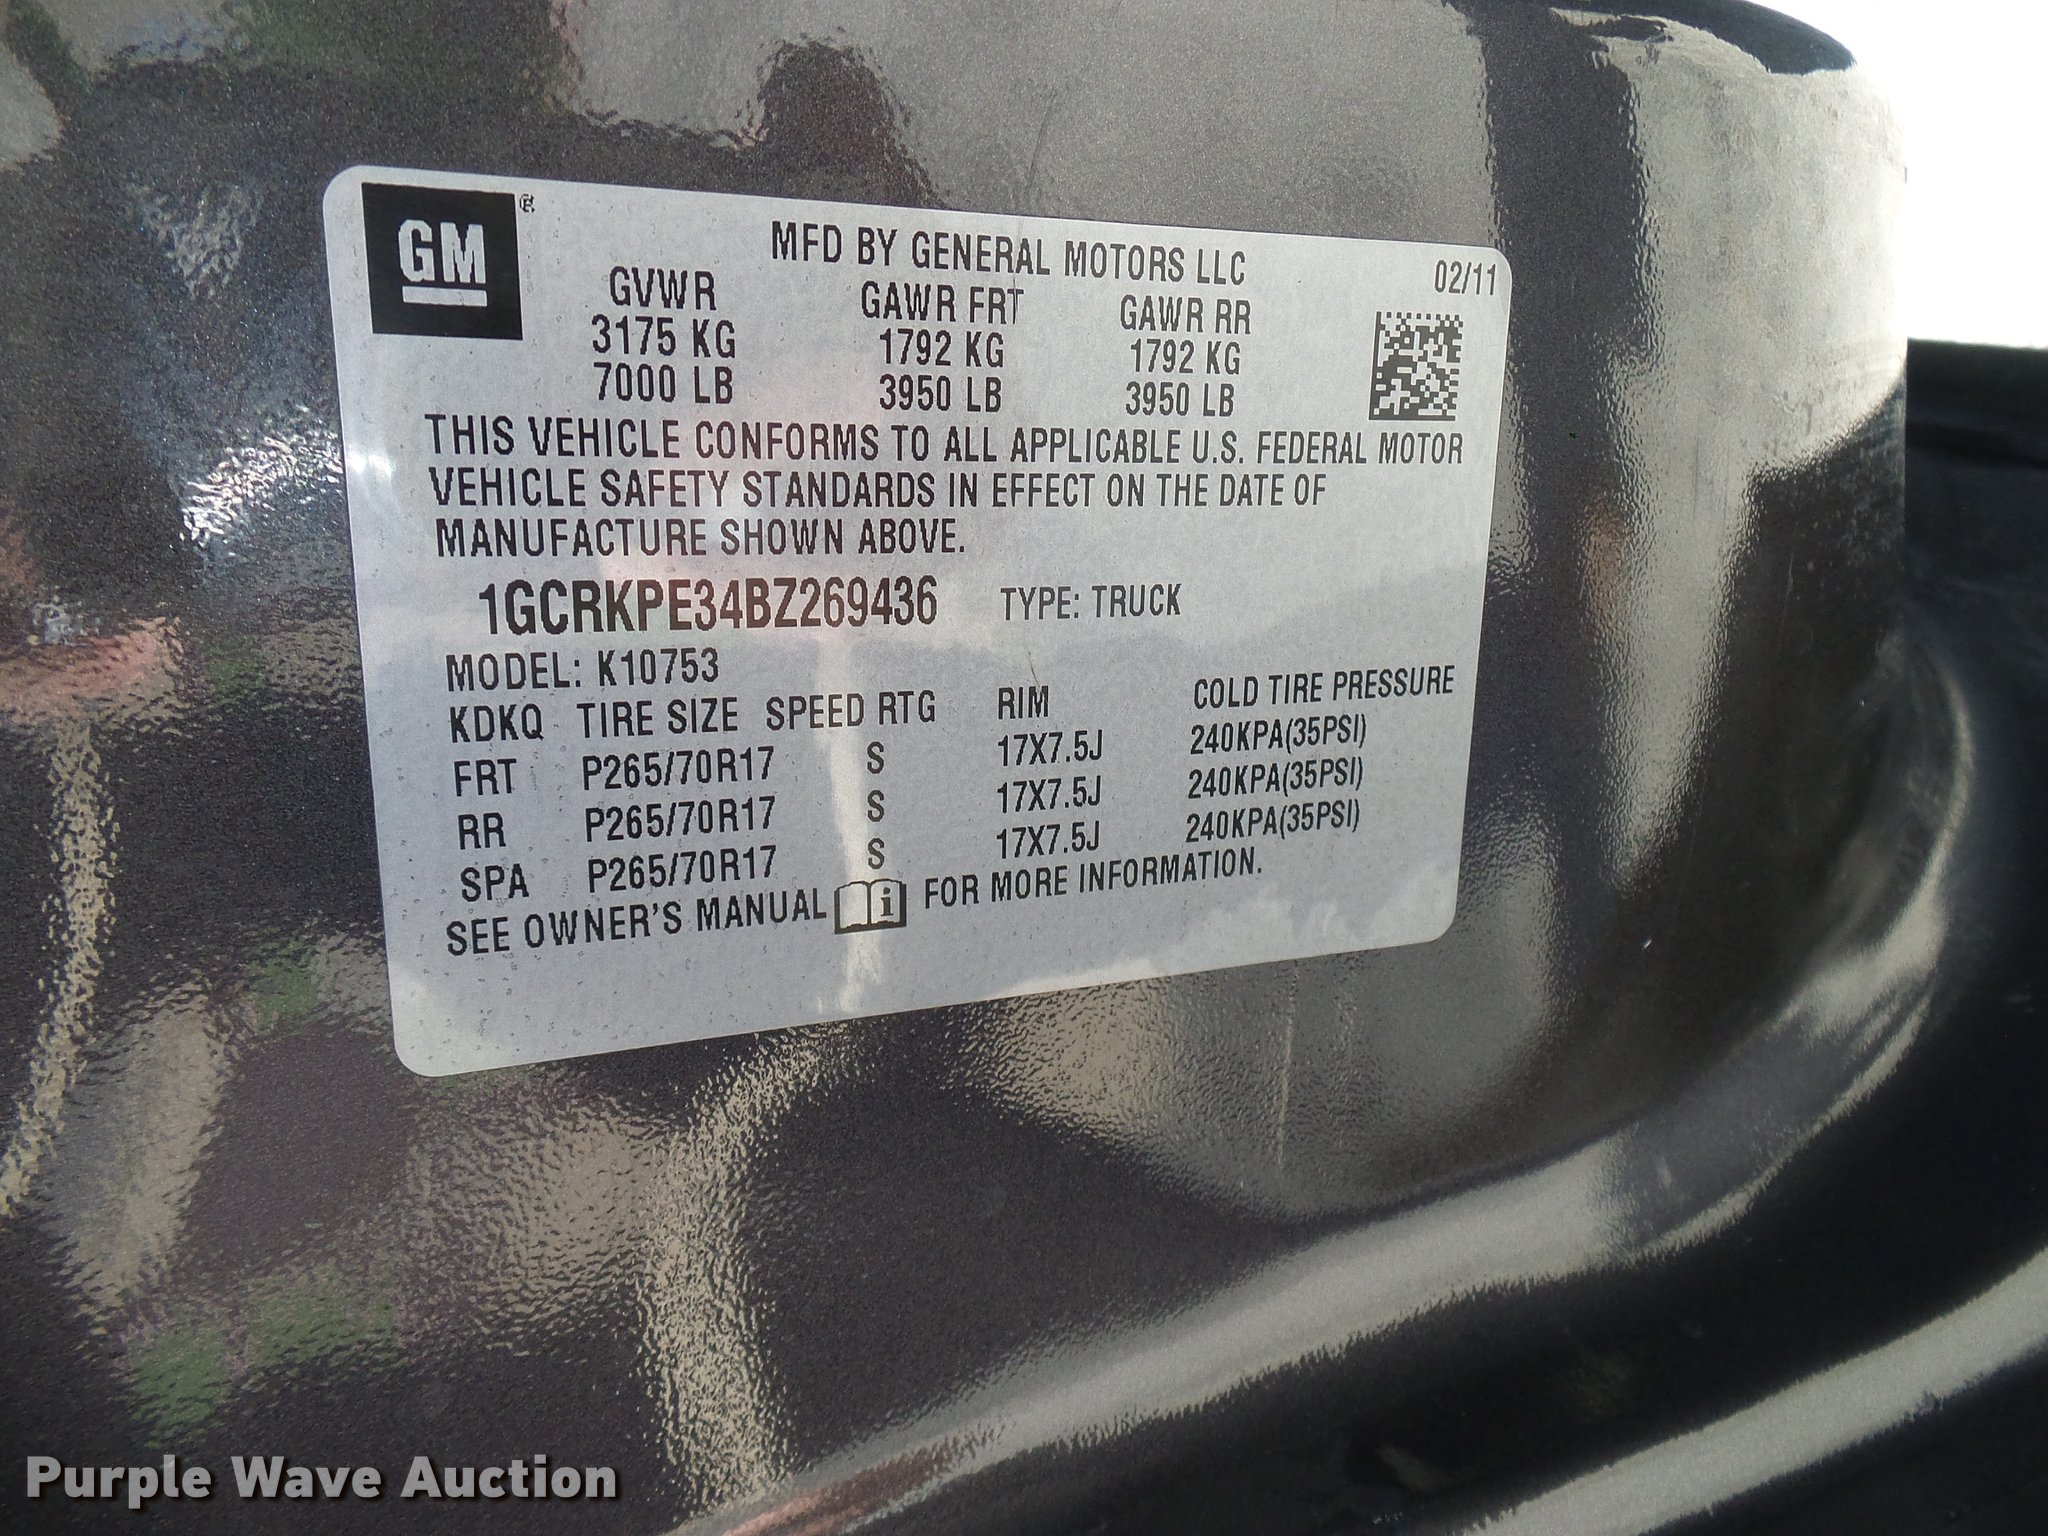 GM ®
MFD BY GENERAL MOTORS LLC 02/11
GVWR GAWR FRT GAWR RR
3175 KG 1792 KG 1792 KG
7000 LB 3950 LB 3950 LB
THIS VEHICLE CONFORMS TO ALL APPLICABLE U.S. FEDERAL MOTOR
VEHICLE SAFETY STANDARDS IN EFFECT ON THE DATE OF
MANUFACTURE SHOWN ABOVE.
1GCRKPE34BZ269436 TYPE: TRUCK
MODEL: K10753
KDKQ TIRE SIZE SPEED RTG RIM COLD TIRE PRESSURE
FRT P265/70R17 S 17X7.5J 240KPA(35PSI)
RR P265/70R17 S 17X7.5J 240KPA(35PSI)
SPA P265/70R17 S 17X7.5J 240KPA(35PSI)
SEE OWNER'S MANUAL i FOR MORE INFORMATION.
Purple Wave Auction